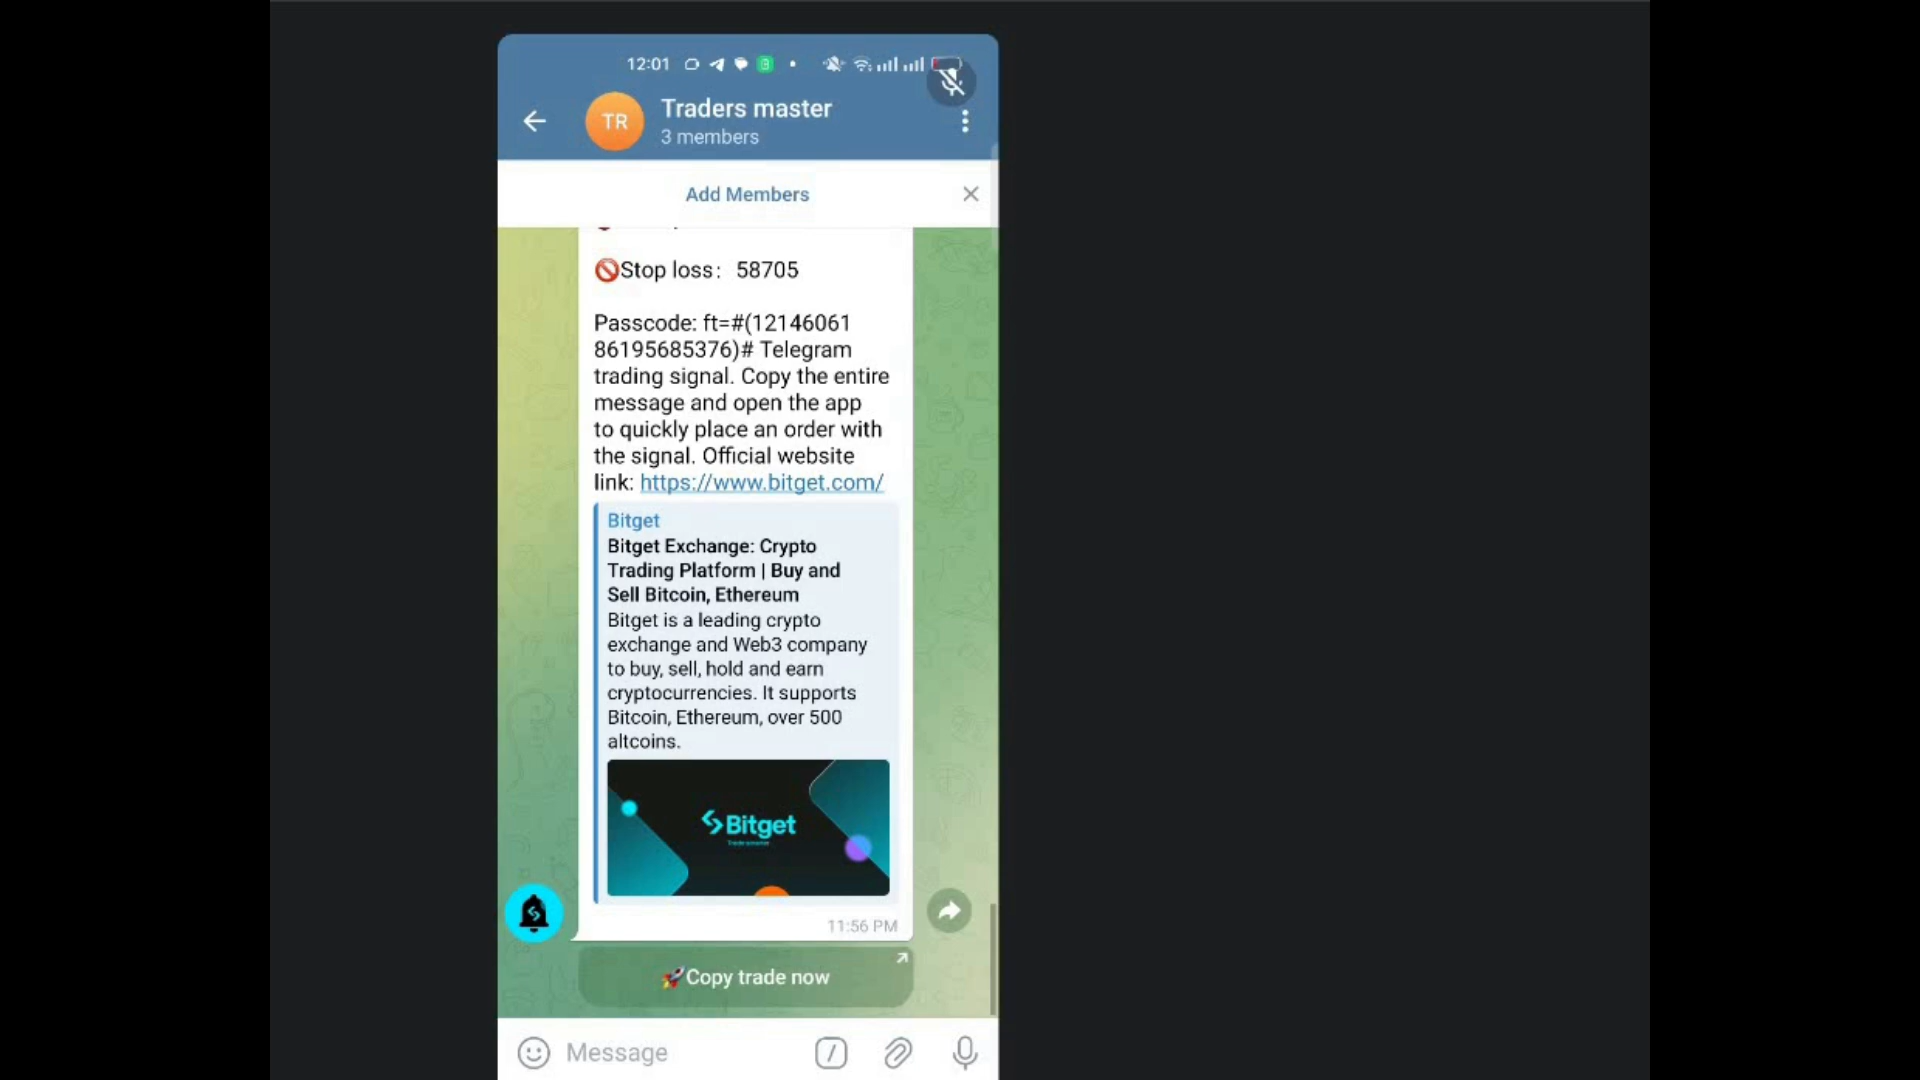 12:01
TR
Traders master
3 members
Add Members
🚫Stop loss: 58705
Passcode: ft=#(12146061
86195685376)# Telegram
trading signal. Copy the entire
message and open the app
to quickly place an order with
the signal. Official website
link: https://www.bitget.com/
Bitget
Bitget Exchange: Crypto
Trading Platform | Buy and
Sell Bitcoin, Ethereum
Bitget is a leading crypto
exchange and Web3 company
to buy, sell, hold and earn
cryptocurrencies. It supports
Bitcoin, Ethereum, over 500
altcoins.
Bitget
11:56 PM
🚀Copy trade now
Message